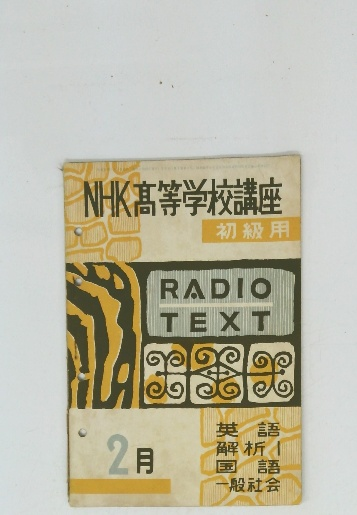 NHK高等学校講座
初級用
RADIO
TEXT
2月
英語
解析I
国語
一般社会